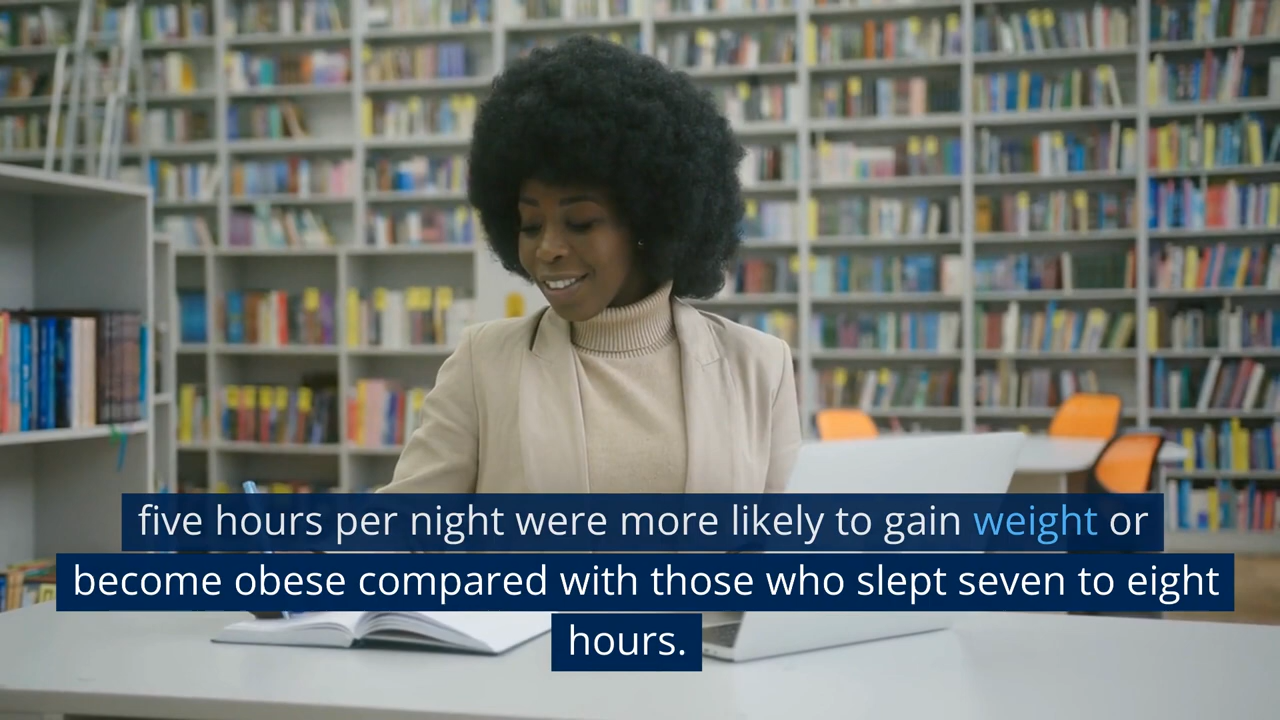 five hours per night were more likely to gain weight or
become obese compared with those who slept seven to eight
hours.